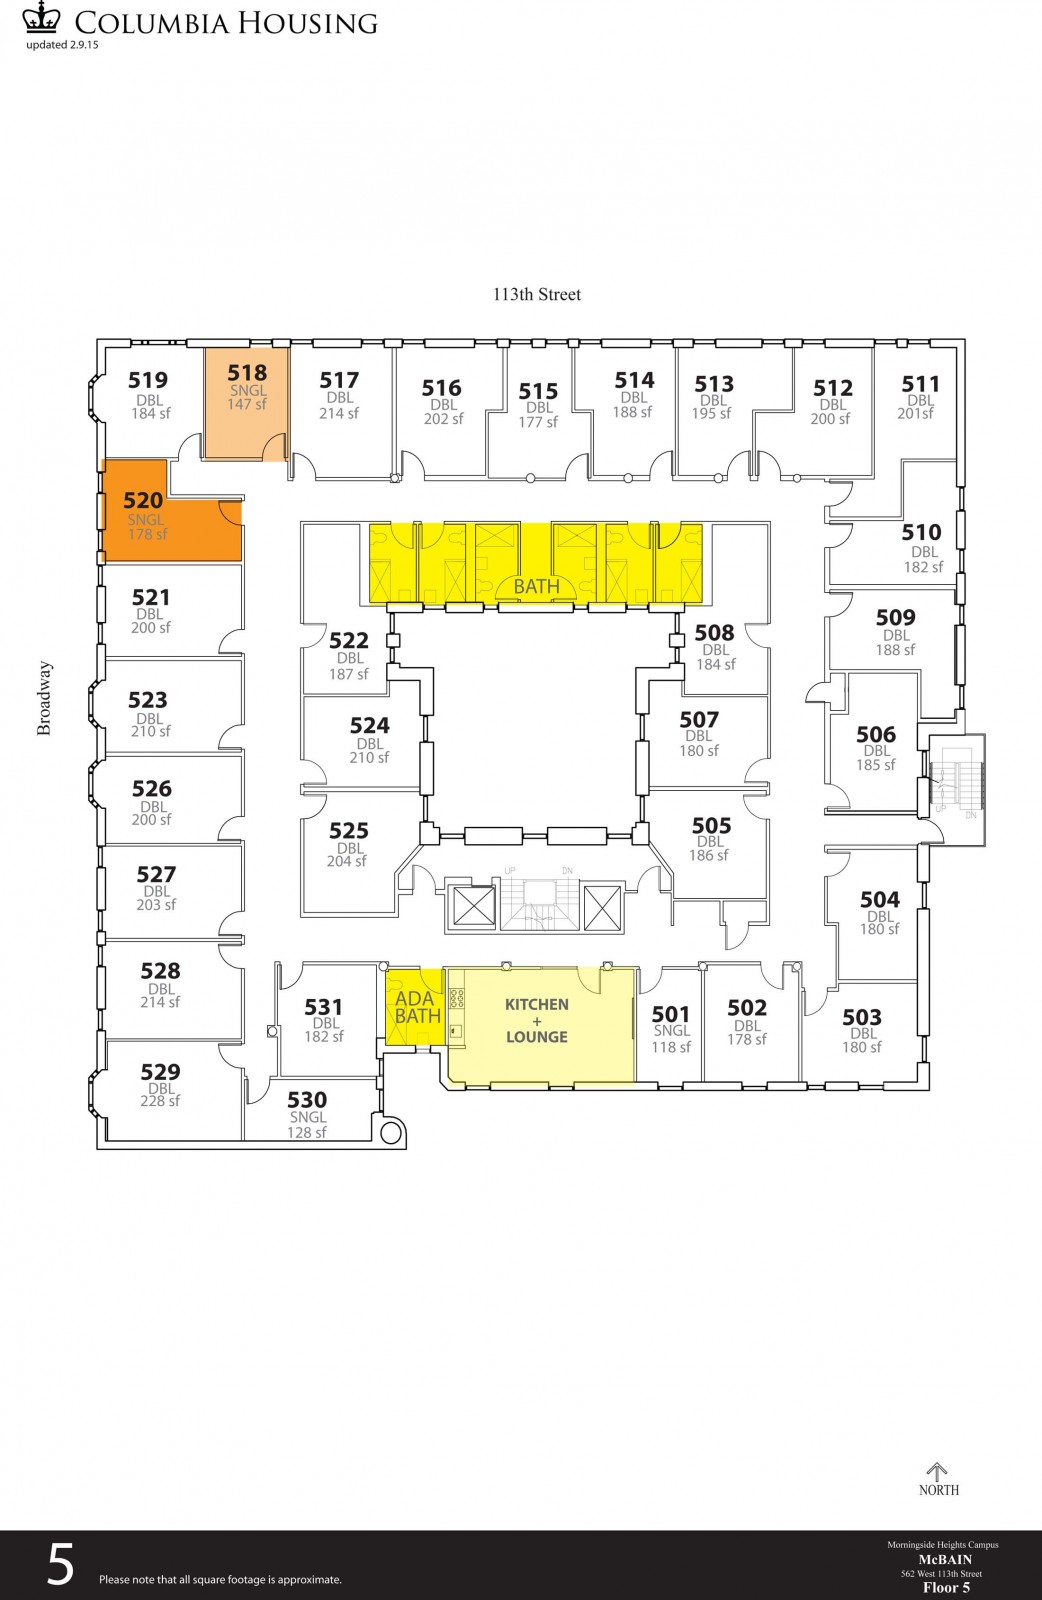 COLUMBIA HOUSING
updated 2.9.15
113th Street
Broadway
519
DBL
184 sf
518
SNGL
147 sf
517
DBL
214 sf
516
DBL
202 sf
515
DBL
177 sf
514
DBL
188 sf
513
DBL
195 sf
512
DBL
200 sf
511
DBL
201sf
520
SNGL
178 sf
510
DBL
182 sf
BATH
521
DBL
200 sf
522
DBL
187 sf
508
DBL
184 sf
509
DBL
188 sf
523
DBL
210 sf
524
DBL
210 sf
507
DBL
180 sf
506
DBL
185 sf
UP
DN
526
DBL
200 sf
525
DBL
204 sf
505
DBL
186 sf
527
DBL
203 sf
UP
DN
504
DBL
180 sf
528
DBL
214 sf
531
DBL
182 sf
ADA
BATH
KITCHEN
+
LOUNGE
501
SNGL
118 sf
502
DBL
178 sf
503
DBL
180 sf
529
DBL
228 sf
530
SNGL
128 sf
NORTH
5
Please note that all square footage is approximate.
Morningside Heights Campus
McBAIN
562 West 113th Street
Floor 5